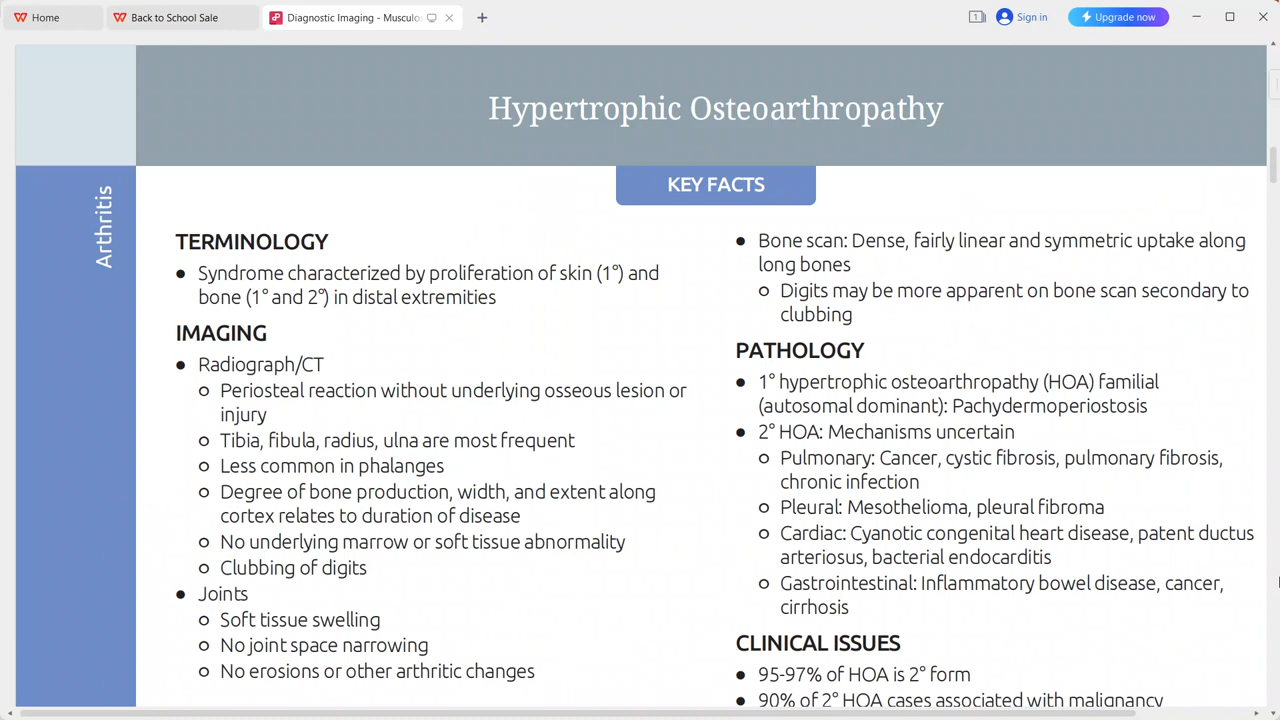 Home
Back to School Sale
Diagnostic Imaging - Musculo
1
Sign in
Upgrade now
Hypertrophic Osteoarthropathy
Arthritis
KEY FACTS
TERMINOLOGY
• Syndrome characterized by proliferation of skin (1°) and
bone (1° and 2°) in distal extremities
IMAGING
• Radiograph/CT
o Periosteal reaction without underlying osseous lesion or
injury
o Tibia, fibula, radius, ulna are most frequent
o Less common in phalanges
o Degree of bone production, width, and extent along
cortex relates to duration of disease
o No underlying marrow or soft tissue abnormality
o Clubbing of digits
• Joints
o Soft tissue swelling
o No joint space narrowing
o No erosions or other arthritic changes
• Bone scan: Dense, fairly linear and symmetric uptake along
long bones
o Digits may be more apparent on bone scan secondary to
clubbing
PATHOLOGY
• 1° hypertrophic osteoarthropathy (HOA) familial
(autosomal dominant): Pachydermoperiostosis
• 2° HOA: Mechanisms uncertain
o Pulmonary: Cancer, cystic fibrosis, pulmonary fibrosis,
chronic infection
o Pleural: Mesothelioma, pleural fibroma
o Cardiac: Cyanotic congenital heart disease, patent ductus
arteriosus, bacterial endocarditis
o Gastrointestinal: Inflammatory bowel disease, cancer,
cirrhosis
CLINICAL ISSUES
• 95-97% of HOA is 2° form
• 90% of 2° HOA cases associated with malignancy